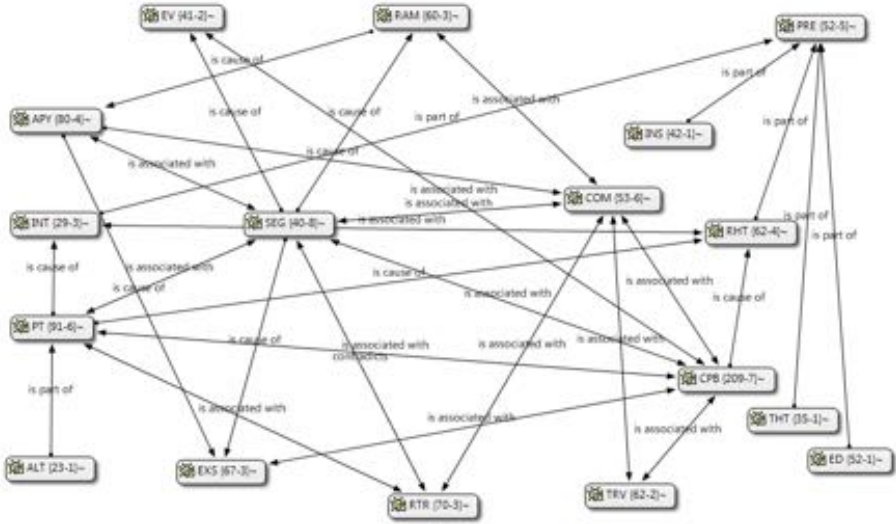 EV {41-2}~
RAM {60-3}~
PRE {52-5}~
is cause of
is part of
is associated with
APY {80-4}~
is cause of
is cause of
is part of
is part of
INS {42-1}~
is cause of
is associated with
is associated with
is associated with
COM {53-6}~
INT {29-3}~
SEG {40-8}~
is associated with
is part of
RHT {62-4}~
is part of
is cause of
is associated with
is cause of
is cause of
is associated with
is associated with
is cause of
PT {91-6}~
is cause of
is associated with
is associated with
is associated with
contradicts
CPB {209-7}~
is part of
is associated with
is associated with
THT {35-1}~
is associated with
ALT {23-1}~
EXS {67-3}~
ED {52-1}~
RTR {70-3}~
TRV {62-2}~